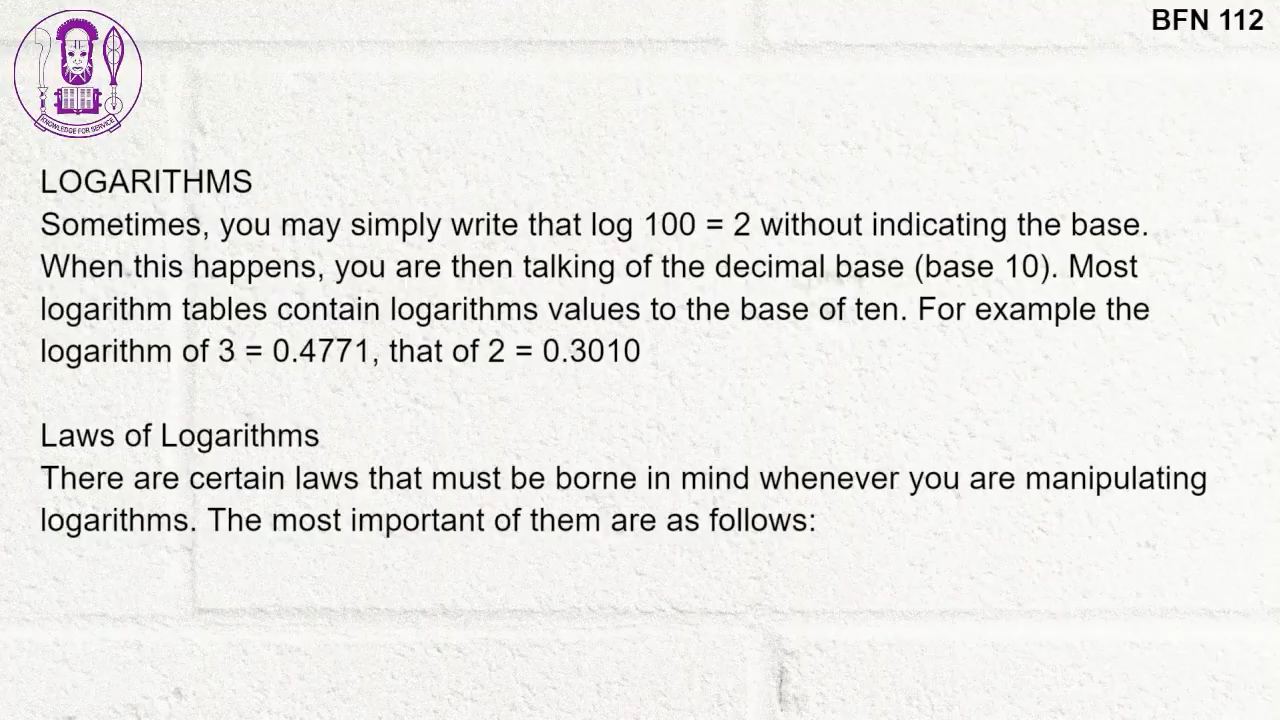 BFN 112
KNOWLEDGE FOR SERVICE
LOGARITHMS
Sometimes, you may simply write that log 100 = 2 without indicating the base.
When this happens, you are then talking of the decimal base (base 10). Most
logarithm tables contain logarithms values to the base of ten. For example the
logarithm of 3 = 0.4771, that of 2 = 0.3010
Laws of Logarithms
There are certain laws that must be borne in mind whenever you are manipulating
logarithms. The most important of them are as follows: